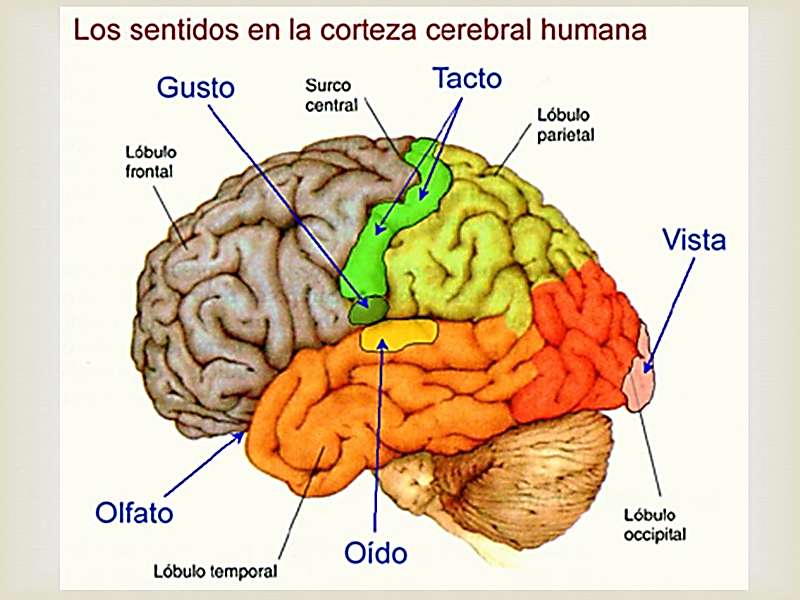 Los sentidos en la corteza cerebral humana
Gusto
Surco
central
Tacto
Lóbulo
parietal
Lóbulo
frontal
Vista
Olfato
Oído
Lóbulo
occipital
Lóbulo temporal